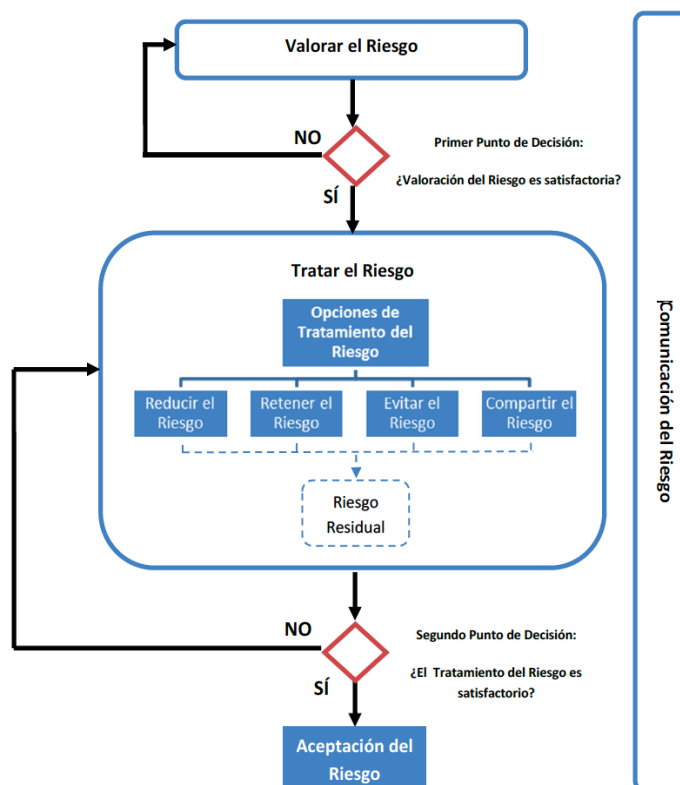 Valorar el Riesgo
NO
Primer Punto de Decisión:
¿Valoración del Riesgo es satisfactoria?
SÍ
Tratar el Riesgo
Opciones de
Tratamiento del
Riesgo
Reducir el
Riesgo
Retener el
Riesgo
Evitar el
Riesgo
Compartir el
Riesgo
Riesgo
Residual
NO
Segundo Punto de Decisión:
¿El Tratamiento del Riesgo es
satisfactorio?
SÍ
Aceptación del
Riesgo
Comunicación del Riesgo